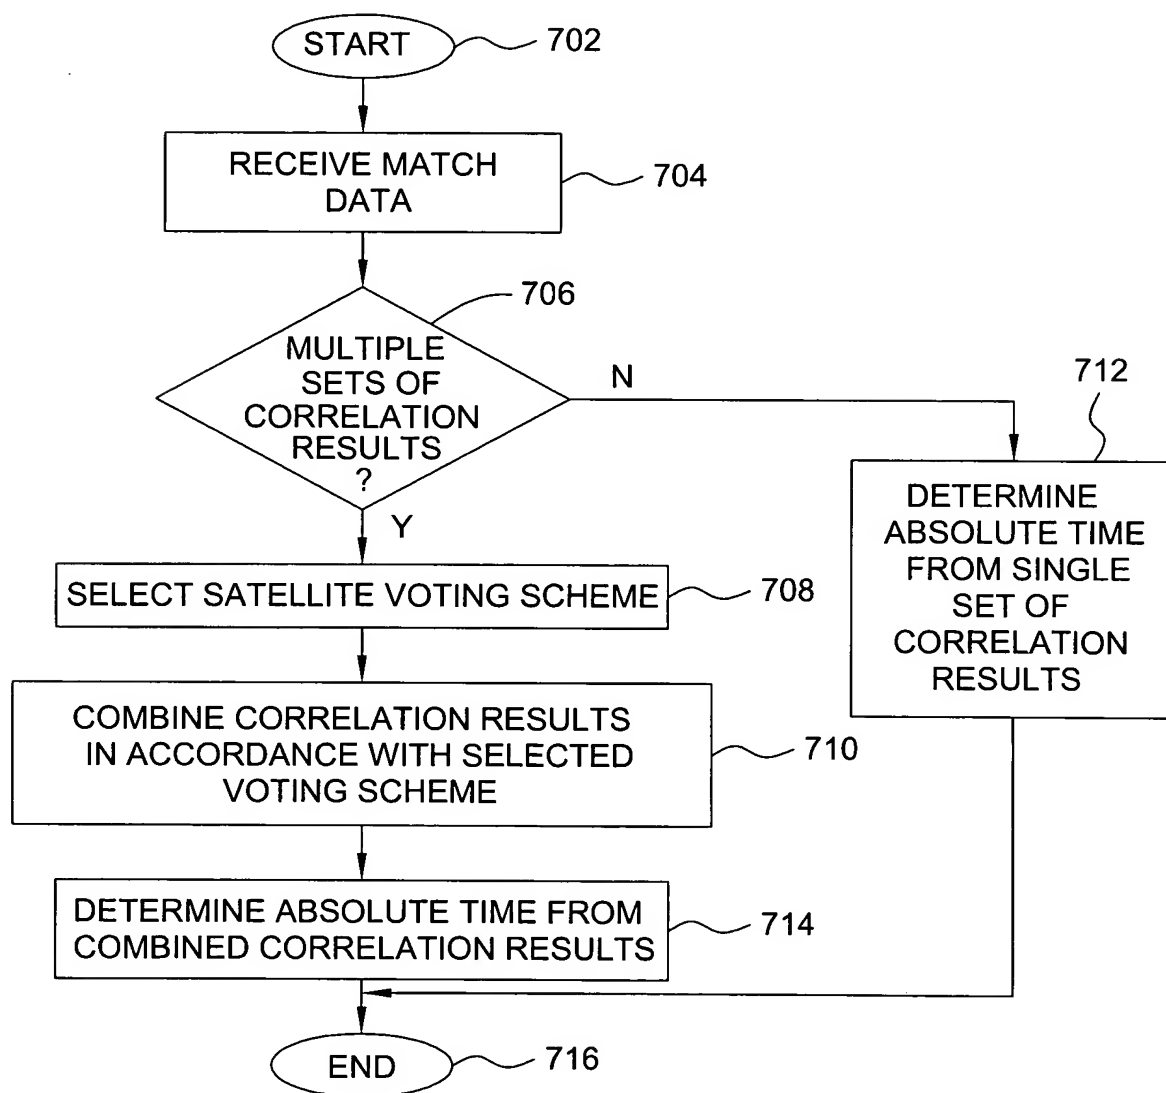 START
702
RECEIVE MATCH
DATA
704
706
MULTIPLE
SETS OF
CORRELATION
RESULTS
?
N
Y
712
DETERMINE
ABSOLUTE TIME
FROM SINGLE
SET OF
CORRELATION
RESULTS
SELECT SATELLITE VOTING SCHEME
708
COMBINE CORRELATION RESULTS
IN ACCORDANCE WITH SELECTED
VOTING SCHEME
710
DETERMINE ABSOLUTE TIME FROM
COMBINED CORRELATION RESULTS
714
END
716